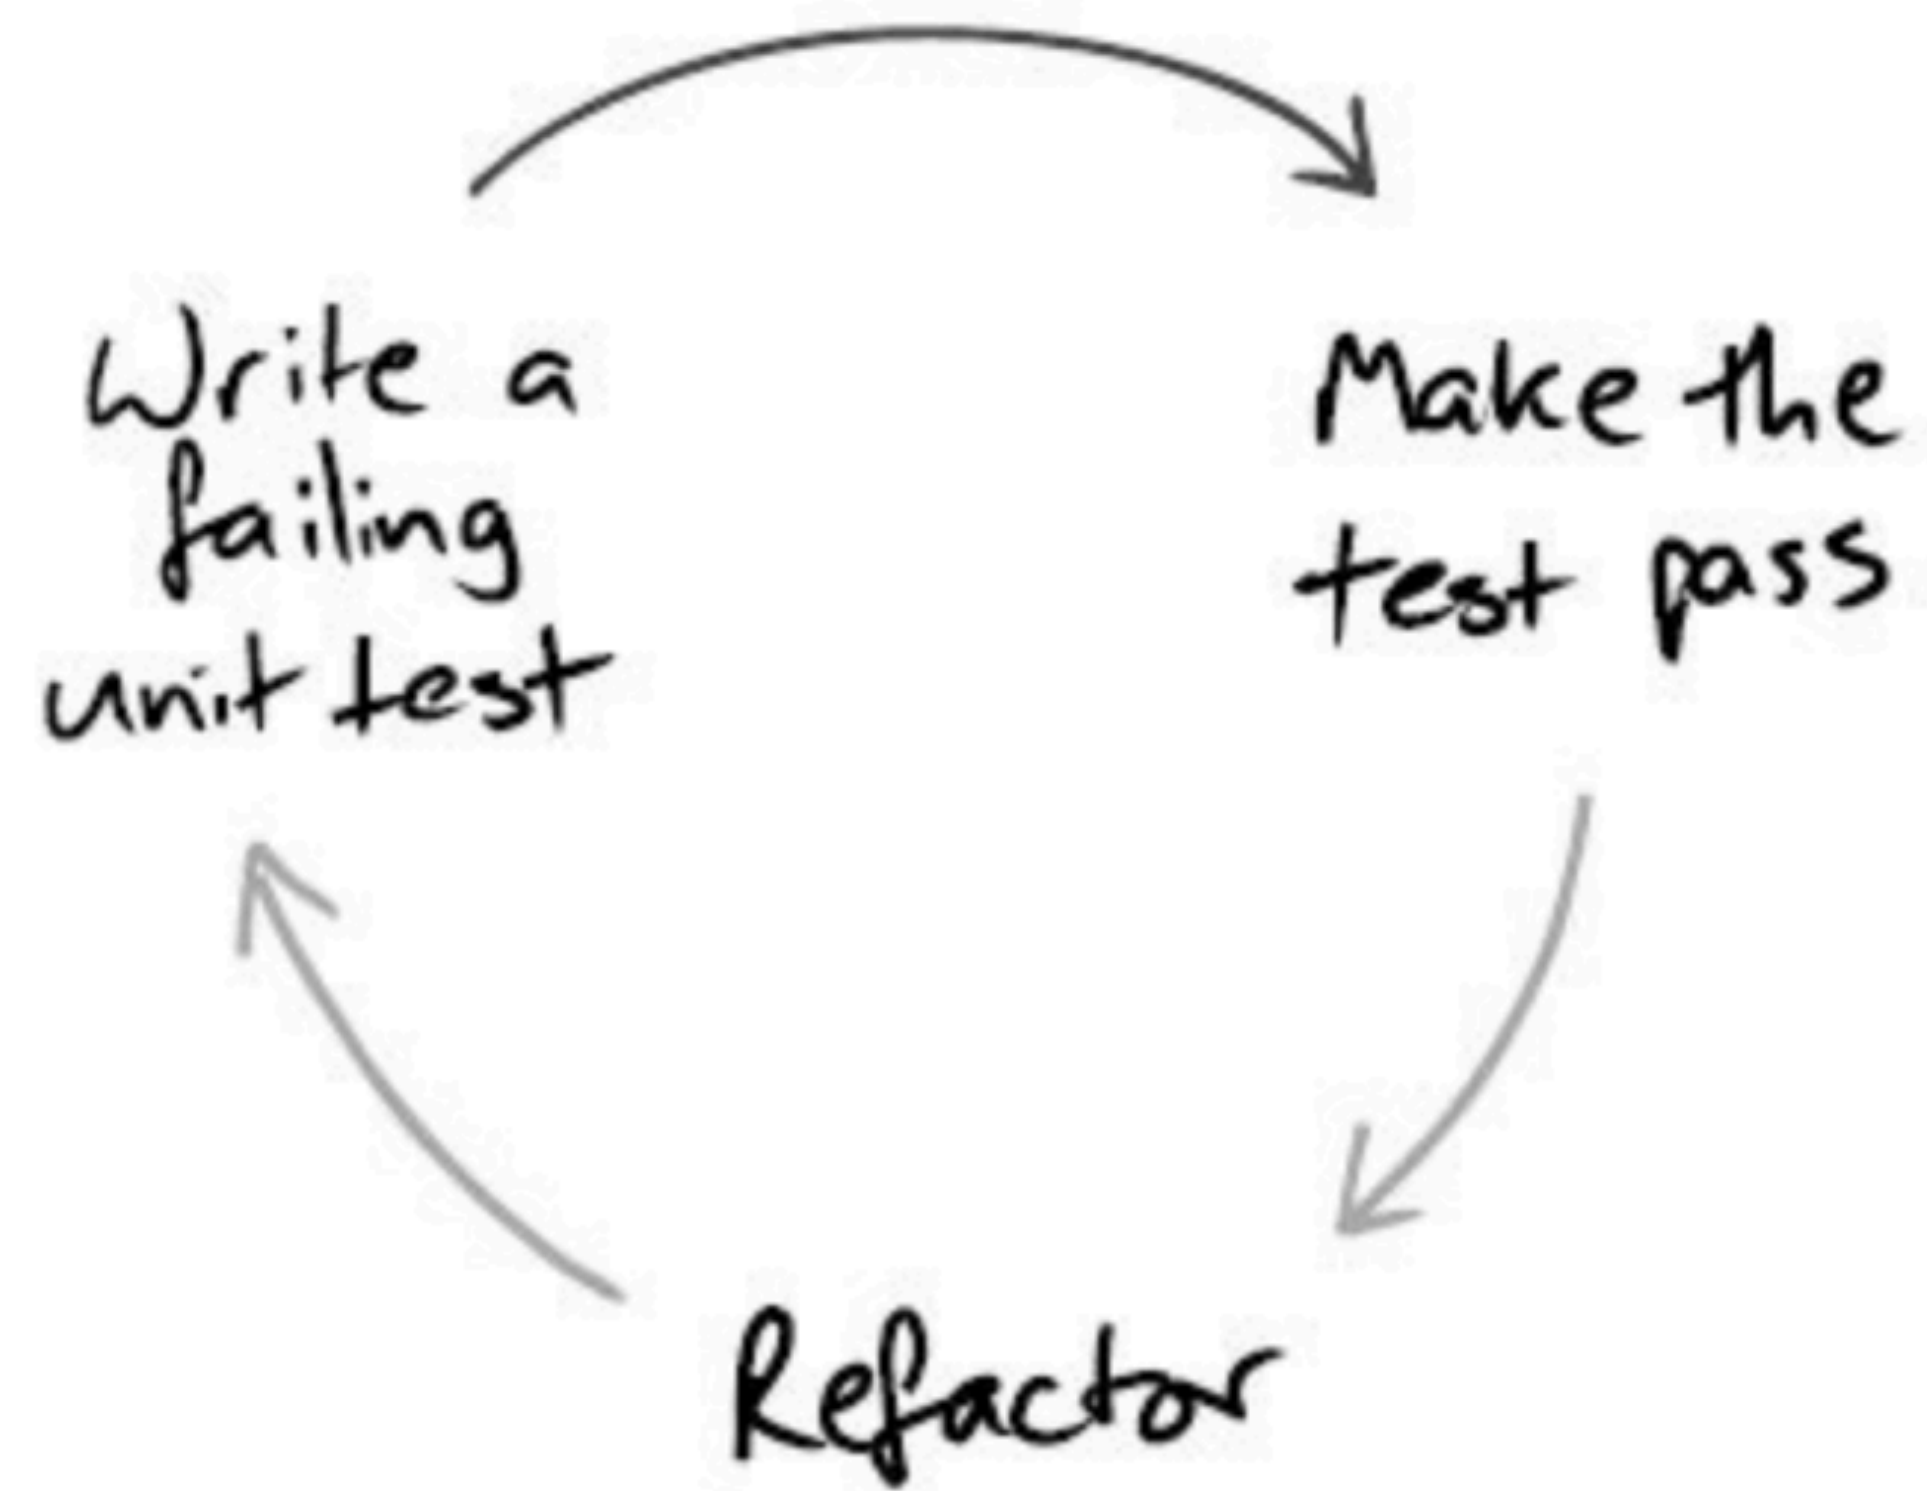 Write a
failing
unit test
Make the
test pass
Refactor